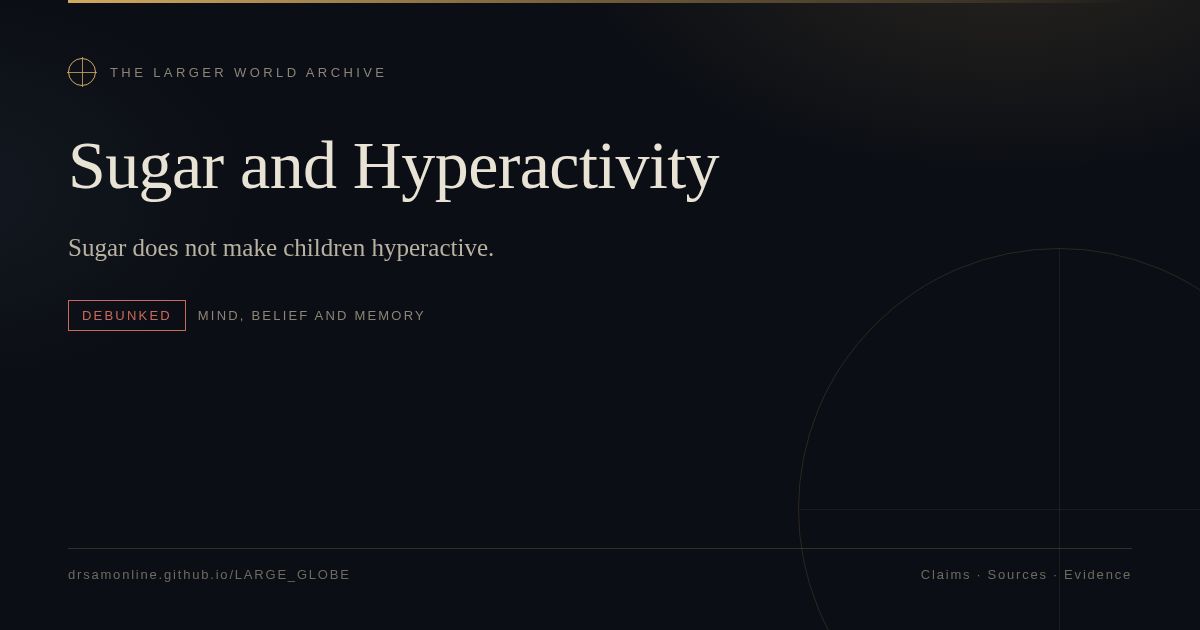 THE LARGER WORLD ARCHIVE
Sugar and Hyperactivity
Sugar does not make children hyperactive.
DEBUNKED MIND, BELIEF AND MEMORY
drsamonline.github.io/LARGE_GLOBE Claims · Sources · Evidence